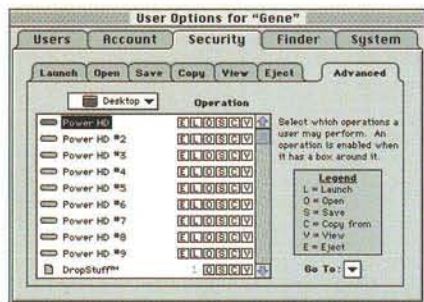 User Options for “Gene”
Users Account Security Finder System
Launch Open Save Copy View Eject Advanced
Desktop Operation
Power HD E L O S C V
Power HD #2 E L O S C V
Power HD #3 E L O S C V
Power HD #4 E L O S C V
Power HD #5 E L O S C V
Power HD #6 E L O S C V
Power HD #7 E L O S C V
Power HD #8 E L O S C V
Power HD #9 E L O S C V
DropStuff™ L O S C V
Select which operations a
user may perform. An
operation is enabled when
it has a box around it.
Legend
L = Launch
O = Open
S = Save
C = Copy from
V = View
E = Eject
Go To: